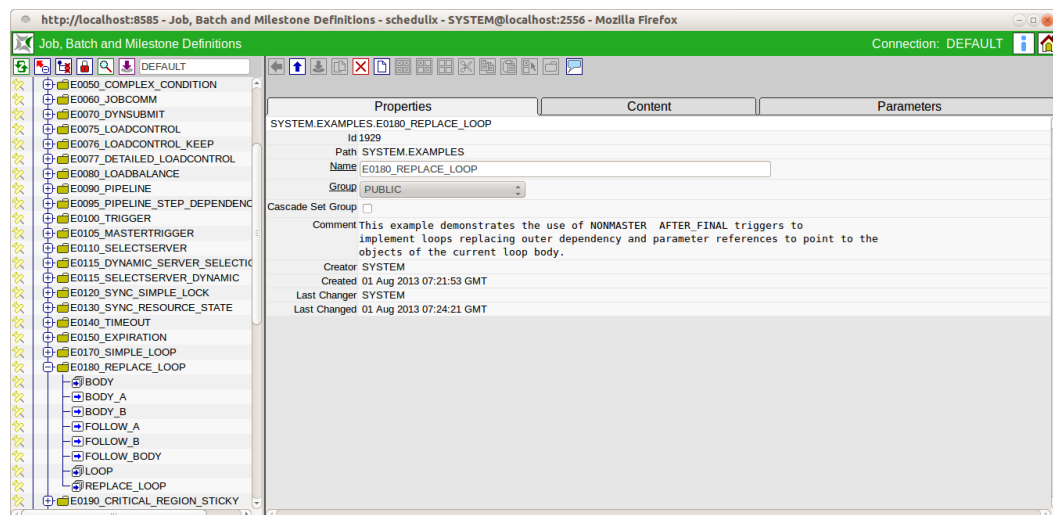 http://localhost:8585 - Job, Batch and Milestone Definitions - schedulix - SYSTEM@localhost:2556 - Mozilla Firefox
Job, Batch and Milestone Definitions
Connection: DEFAULT
DEFAULT
E0050_COMPLEX_CONDITION
E0060_JOBCOMM
E0070_DYNSUBMIT
E0075_LOADCONTROL
E0076_LOADCONTROL_KEEP
E0077_DETAILED_LOADCONTROL
E0080_LOADBALANCE
E0090_PIPELINE
E0095_PIPELINE_STEP_DEPENDENC
E0100_TRIGGER
E0105_MASTERTRIGGER
E0110_SELECTSERVER
E0115_DYNAMIC_SERVER_SELECTIO
E0115_SELECTSERVER_DYNAMIC
E0120_SYNC_SIMPLE_LOCK
E0130_SYNC_RESOURCE_STATE
E0140_TIMEOUT
E0150_EXPIRATION
E0170_SIMPLE_LOOP
E0180_REPLACE_LOOP
BODY
BODY_A
BODY_B
FOLLOW_A
FOLLOW_B
FOLLOW_BODY
LOOP
REPLACE_LOOP
E0190_CRITICAL_REGION_STICKY
Properties
Content
Parameters
SYSTEM.EXAMPLES.E0180_REPLACE_LOOP
Id 1929
Path SYSTEM.EXAMPLES
Name E0180_REPLACE_LOOP
Group PUBLIC
Cascade Set Group
Comment This example demonstrates the use of NONMASTER  AFTER_FINAL triggers to
implement loops replacing outer dependency and parameter references to point to the
objects of the current loop body.
Creator SYSTEM
Created 01 Aug 2013 07:21:53 GMT
Last Changer SYSTEM
Last Changed 01 Aug 2013 07:24:21 GMT